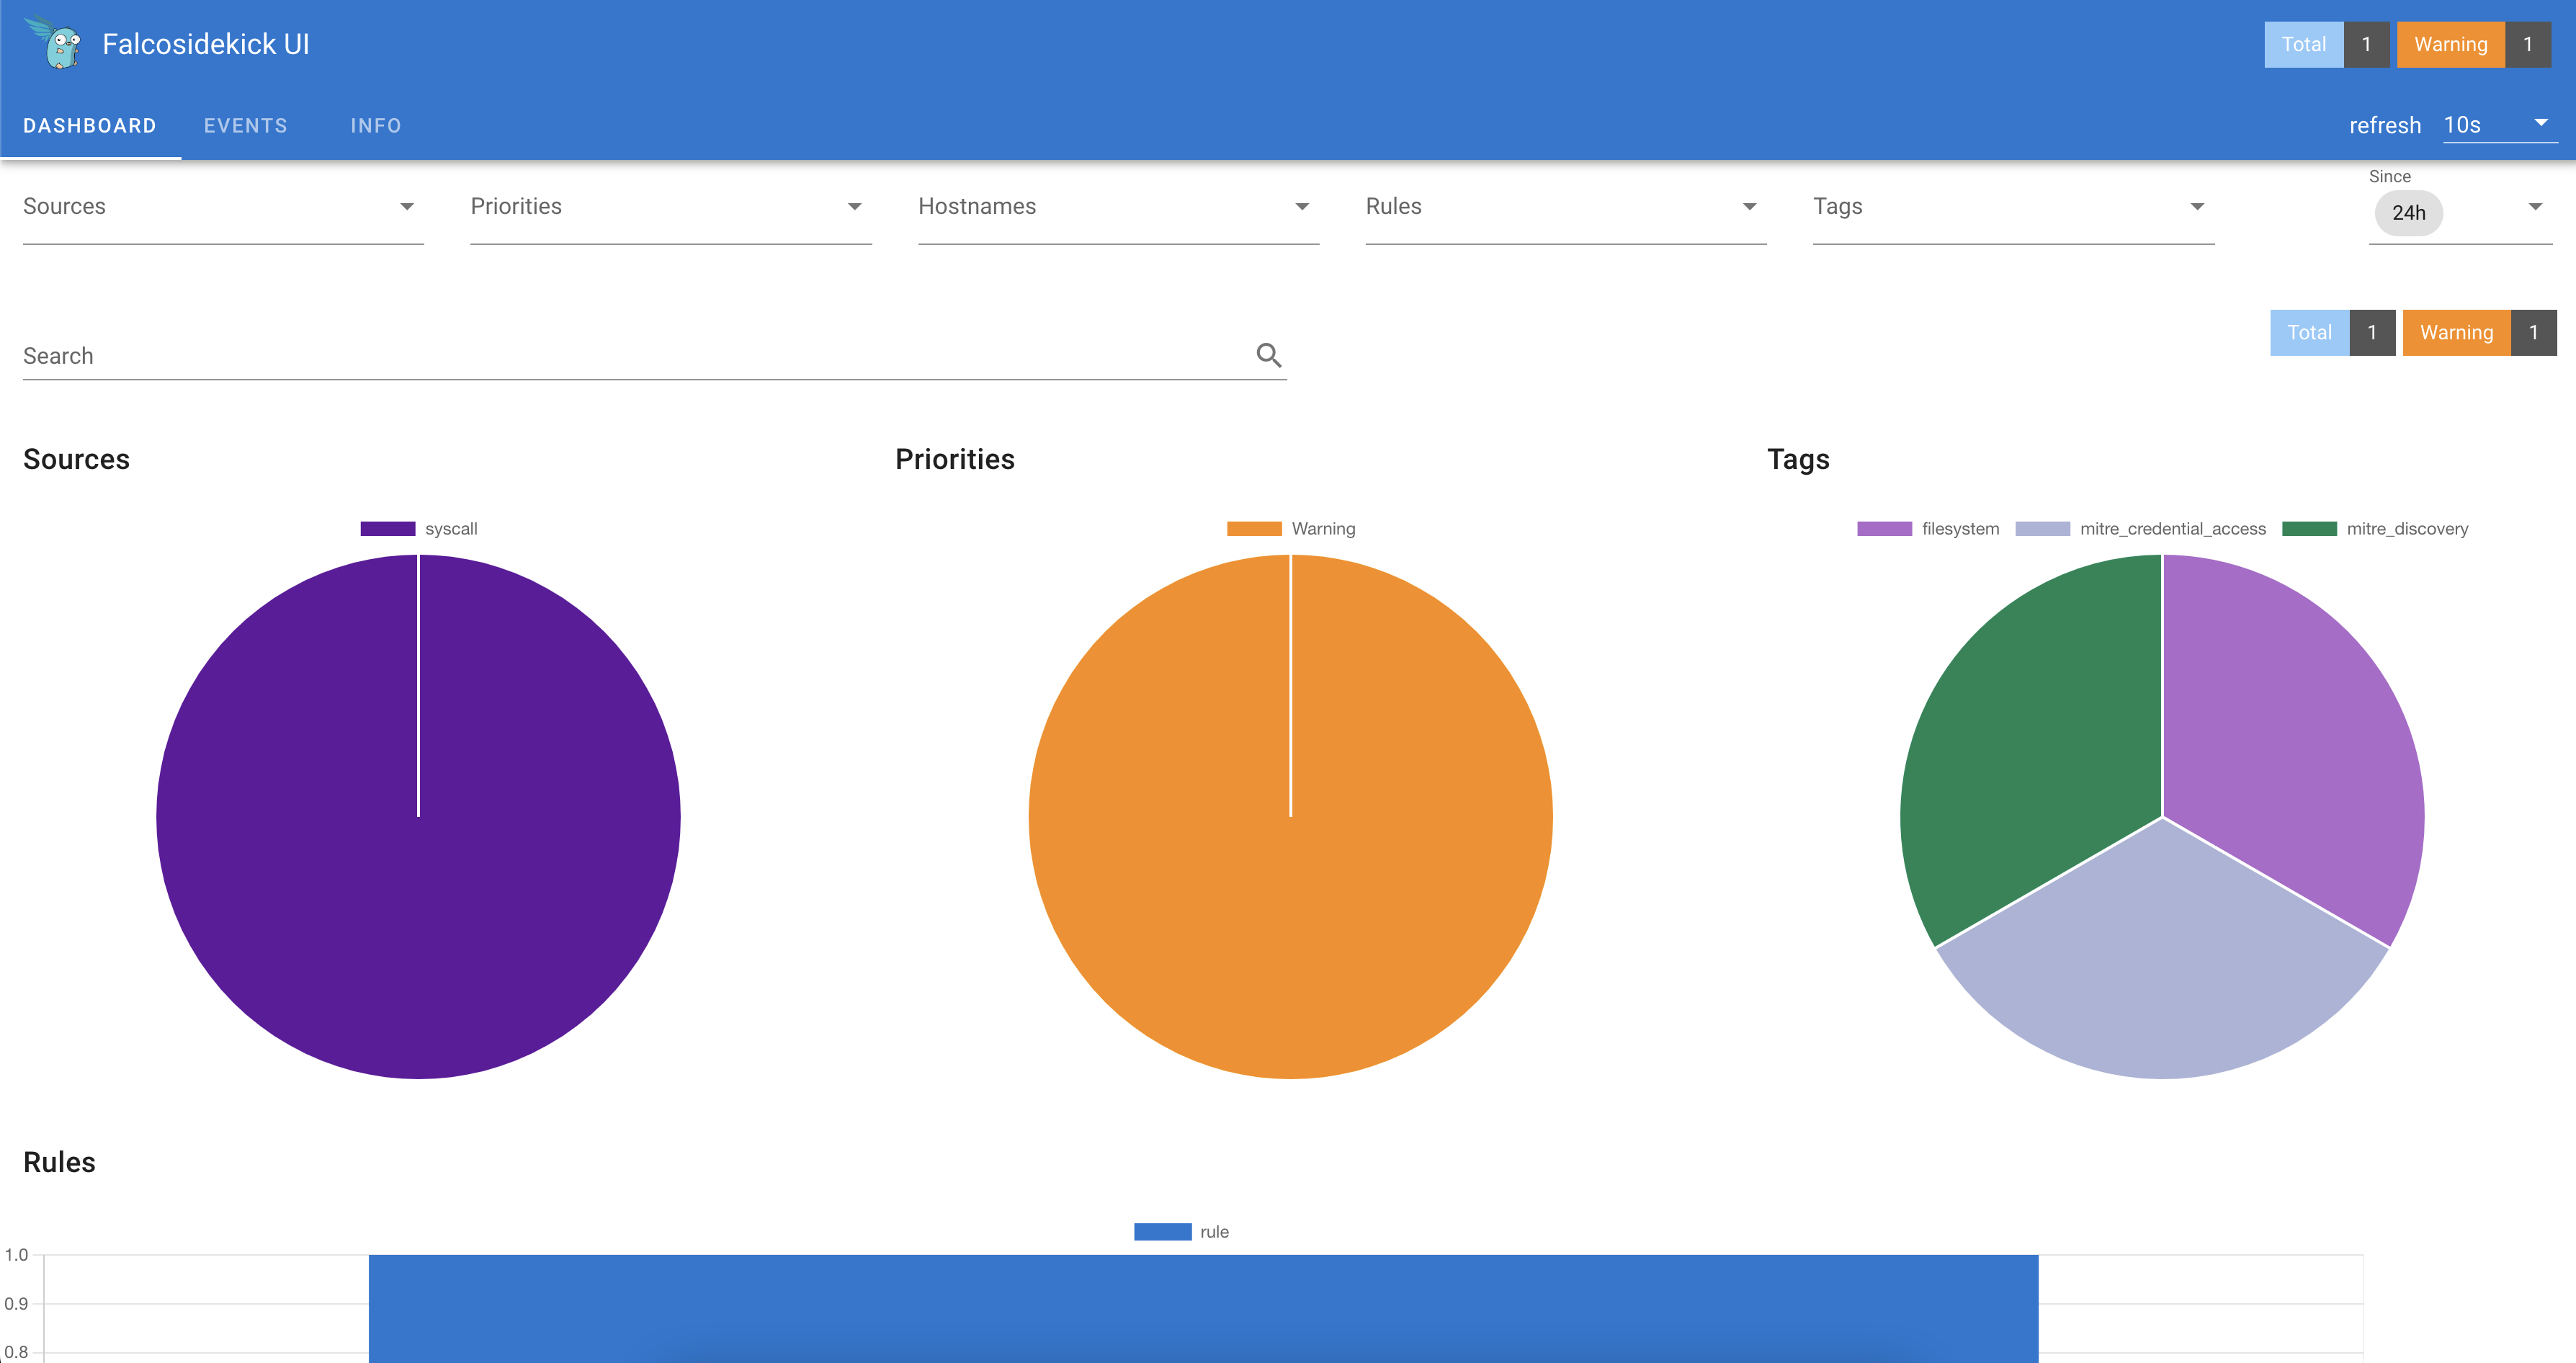 Falcosidekick UI
Total 1 Warning 1
DASHBOARD EVENTS INFO
refresh 10s
Since
Sources Priorities Hostnames Rules Tags 24h
Total 1 Warning 1
Search
Sources Priorities Tags
syscall Warning filesystem mitre_credential_access mitre_discovery
Rules
rule
1.0
0.9
0.8